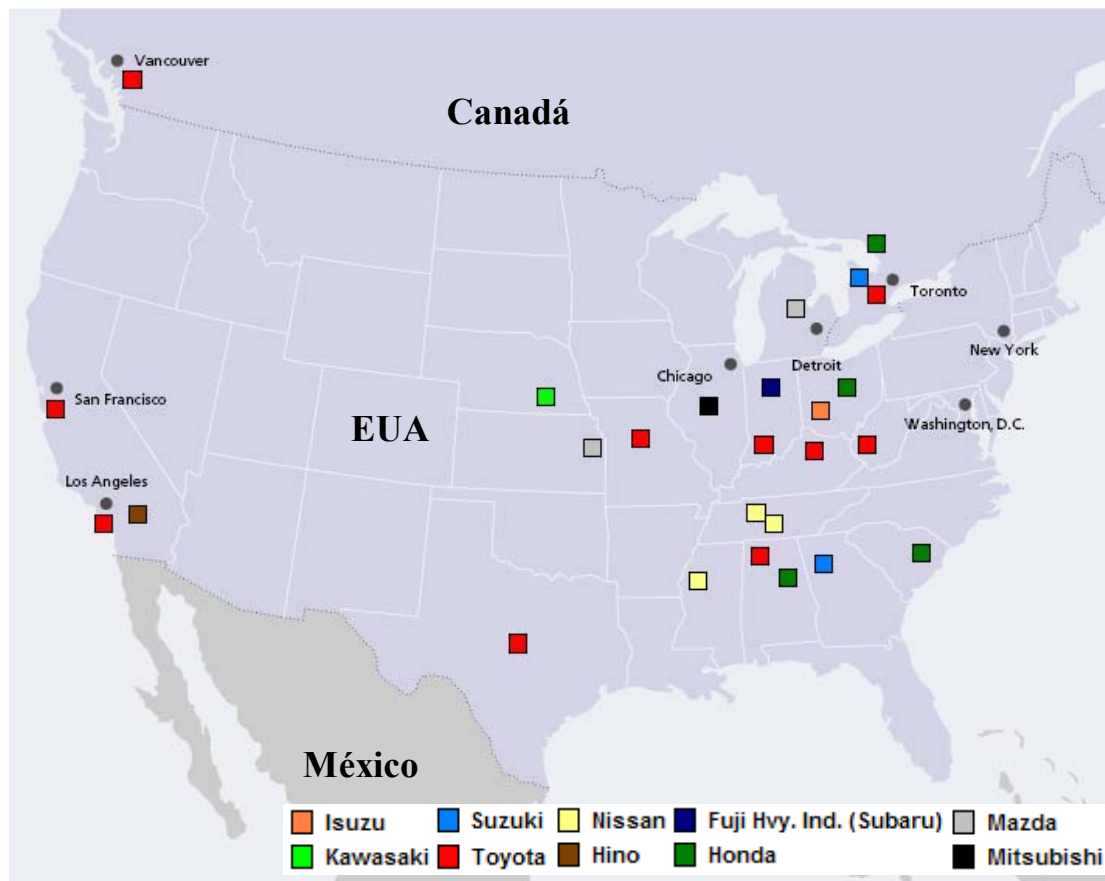 Vancouver
Canadá
Toronto
New York
Detroit
Chicago
San Francisco
Washington, D.C.
EUA
Los Angeles
México
Isuzu Suzuki Nissan Fuji Hvy. Ind. (Subaru) Mazda
Kawasaki Toyota Hino Honda Mitsubishi